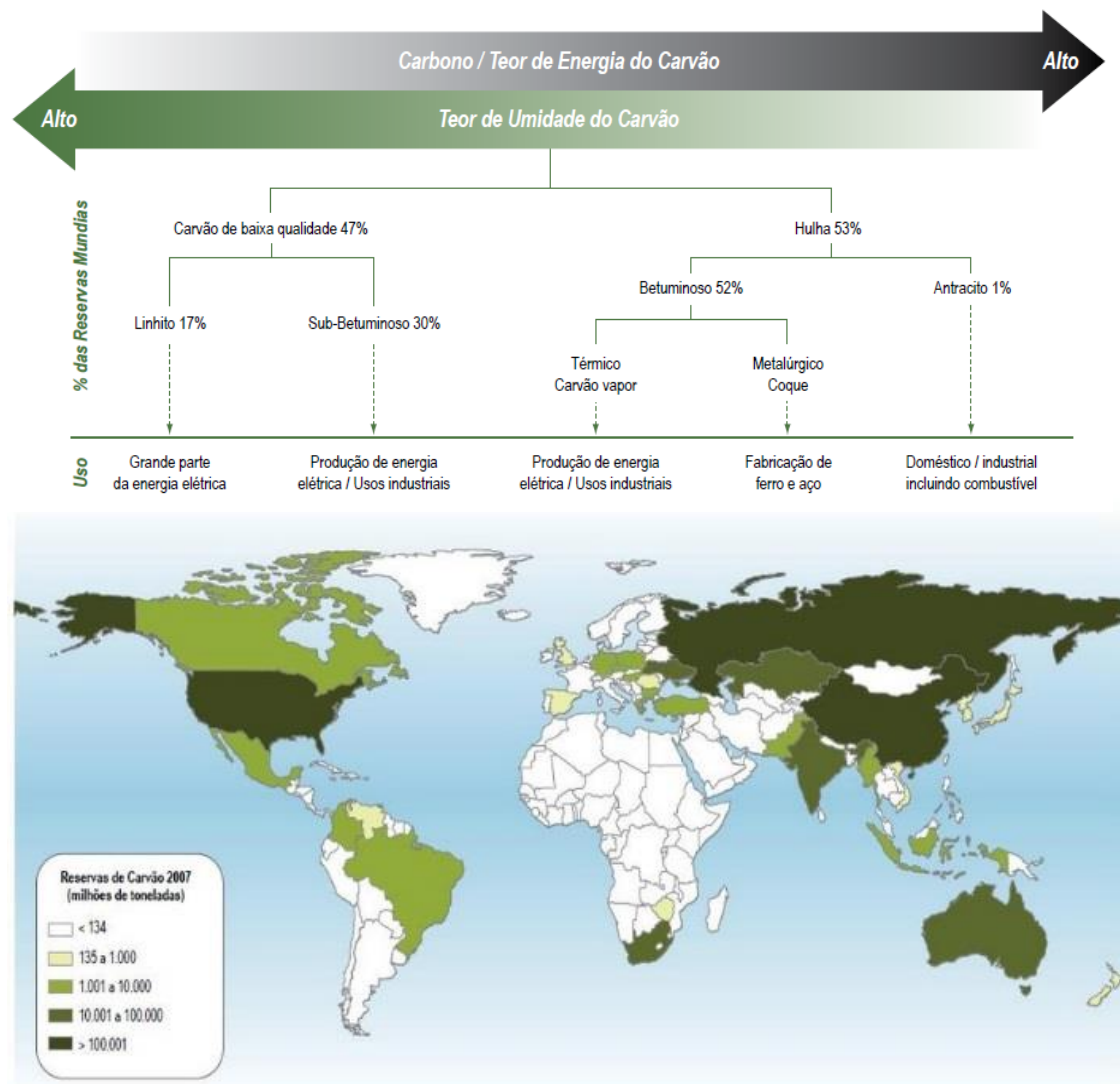 Carbono / Teor de Energia do Carvão
Alto
Alto
Teor de Umidade do Carvão
% das Reservas Mundias
Carvão de baixa qualidade 47%
Hulha 53%
Betuminoso 52%
Antracito 1%
Linhito 17%
Sub-Betuminoso 30%
Térmico
Carvão vapor
Metalúrgico
Coque
Uso
Grande parte
da energia elétrica
Produção de energia
elétrica / Usos industriais
Produção de energia
elétrica / Usos industriais
Fabricação de
ferro e aço
Doméstico / industrial
incluindo combustível
Reservas de Carvão 2007
(milhões de toneladas)
< 134
135 a 1.000
1.001 a 10.000
10.001 a 100.000
> 100.001